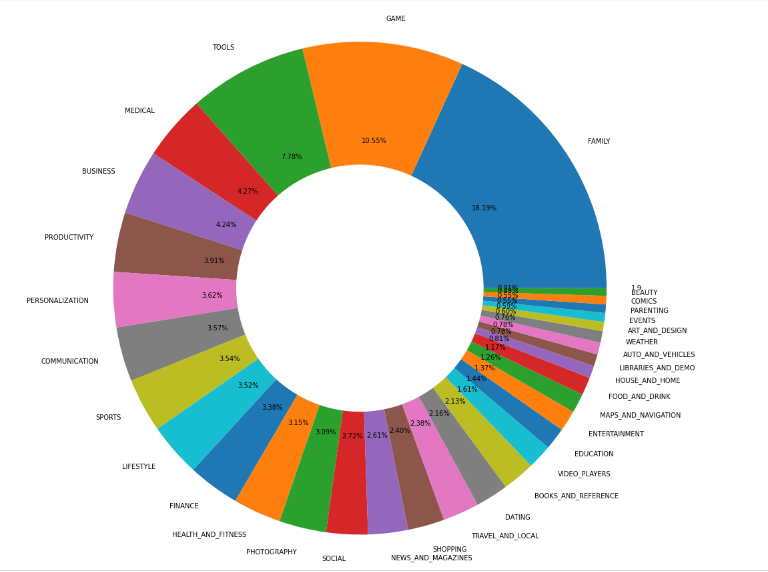 GAME
TOOLS
MEDICAL
FAMILY
10.55%
7.78%
BUSINESS
4.27%
18.19%
4.24%
PRODUCTIVITY
3.91%
PERSONALIZATION
3.62%
1.9
BEAUTY
COMICS
PARENTING
EVENTS
ART_AND_DESIGN
WEATHER
AUTO_AND_VEHICLES
LIBRARIES_AND_DEMO
HOUSE_AND_HOME
FOOD_AND_DRINK
MAPS_AND_NAVIGATION
ENTERTAINMENT
EDUCATION
VIDEO_PLAYERS
BOOKS_AND_REFERENCE
DATING
TRAVEL_AND_LOCAL
SHOPPING
NEWS_AND_MAGAZINES
SOCIAL
PHOTOGRAPHY
HEALTH_AND_FITNESS
FINANCE
LIFESTYLE
SPORTS
COMMUNICATION
3.57%
3.54%
3.52%
3.38%
3.15%
3.09%
2.72%
2.61%
2.40%
2.38%
2.16%
2.13%
1.61%
1.44%
1.37%
1.26%
1.17%
0.81%
0.78%
0.78%
0.76%